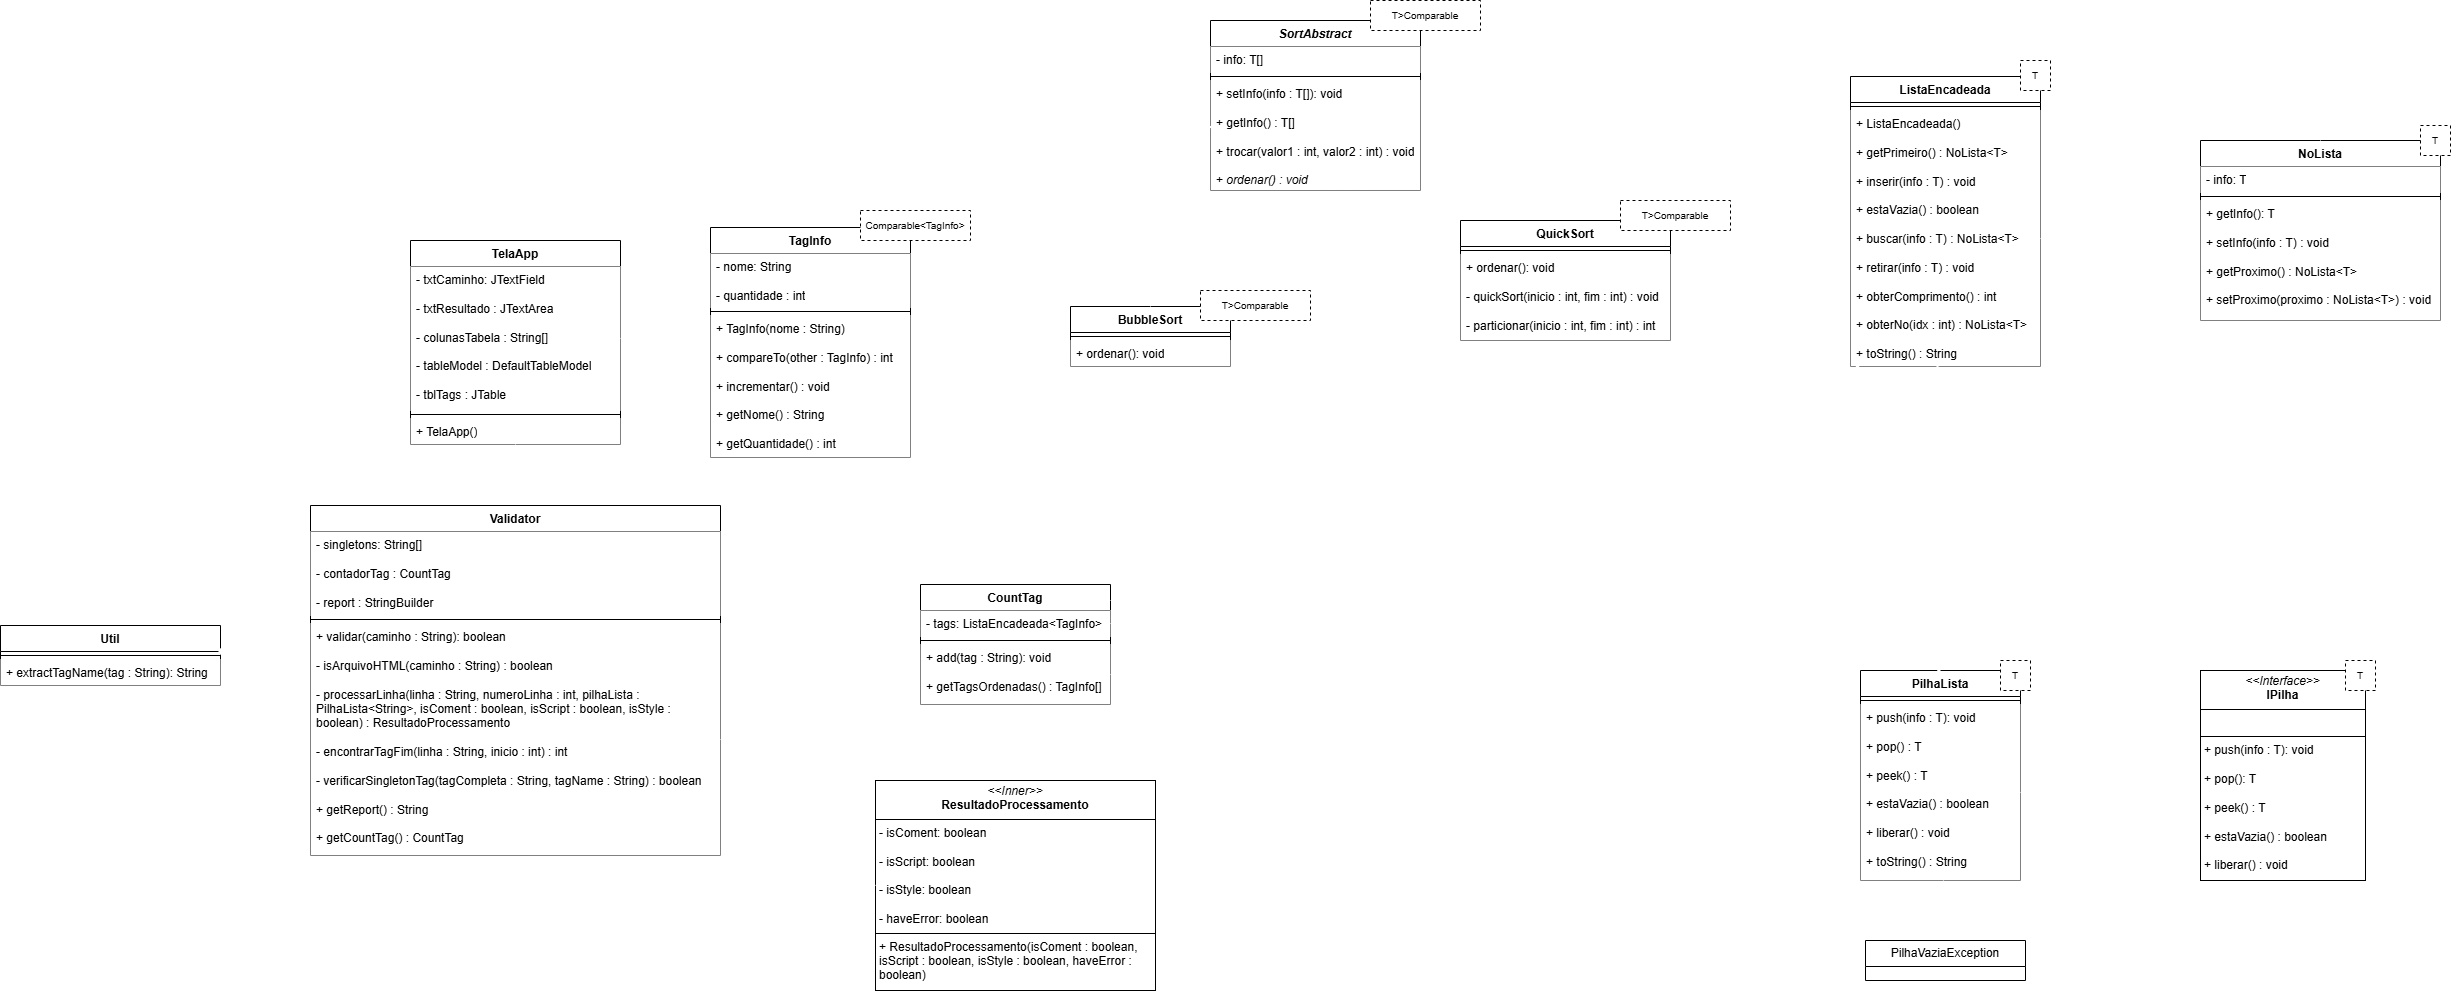 T>Comparable
SortAbstract
- info: T[]
+ setInfo(info : T[]): void
+ getInfo() : T[]
+ trocar(valor1 : int, valor2 : int) : void
+ ordenar() : void
T
ListaEncadeada
+ ListaEncadeada()
+ getPrimeiro() : NoLista<T>
+ inserir(info : T) : void
+ estaVazia() : boolean
+ buscar(info : T) : NoLista<T>
+ retirar(info : T) : void
+ obterComprimento() : int
+ obterNo(idx : int) : NoLista<T>
+ toString() : String
T
NoLista
- info: T
+ getInfo(): T
+ setInfo(info : T) : void
+ getProximo() : NoLista<T>
+ setProximo(proximo : NoLista<T>) : void
T>Comparable
QuickSort
+ ordenar(): void
- quickSort(inicio : int, fim : int) : void
- particionar(inicio : int, fim : int) : int
Comparable<TagInfo>
TagInfo
- nome: String
- quantidade : int
+ TagInfo(nome : String)
+ compareTo(other : TagInfo) : int
+ incrementar() : void
+ getNome() : String
+ getQuantidade() : int
TelaApp
- txtCaminho: JTextField
- txtResultado : JTextArea
- colunasTabela : String[]
- tableModel : DefaultTableModel
- tblTags : JTable
+ TelaApp()
T>Comparable
BubbleSort
+ ordenar(): void
Validator
- singletons: String[]
- contadorTag : CountTag
- report : StringBuilder
+ validar(caminho : String): boolean
- isArquivoHTML(caminho : String) : boolean
- processarLinha(linha : String, numeroLinha : int, pilhaLista :
PilhaLista<String>, isComent : boolean, isScript : boolean, isStyle :
boolean) : ResultadoProcessamento
- encontrarTagFim(linha : String, inicio : int) : int
- verificarSingletonTag(tagCompleta : String, tagName : String) : boolean
+ getReport() : String
+ getCountTag() : CountTag
Util
+ extractTagName(tag : String): String
CountTag
- tags: ListaEncadeada<TagInfo>
+ add(tag : String): void
+ getTagsOrdenadas() : TagInfo[]
<<Inner>>
ResultadoProcessamento
- isComent: boolean
- isScript: boolean
- isStyle: boolean
- haveError: boolean
+ ResultadoProcessamento(isComent : boolean,
isScript : boolean, isStyle : boolean, haveError :
boolean)
T
PilhaLista
+ push(info : T): void
+ pop() : T
+ peek() : T
+ estaVazia() : boolean
+ liberar() : void
+ toString() : String
T
<<Interface>>
IPilha
+ push(info : T): void
+ pop(): T
+ peek() : T
+ estaVazia() : boolean
+ liberar() : void
PilhaVaziaException